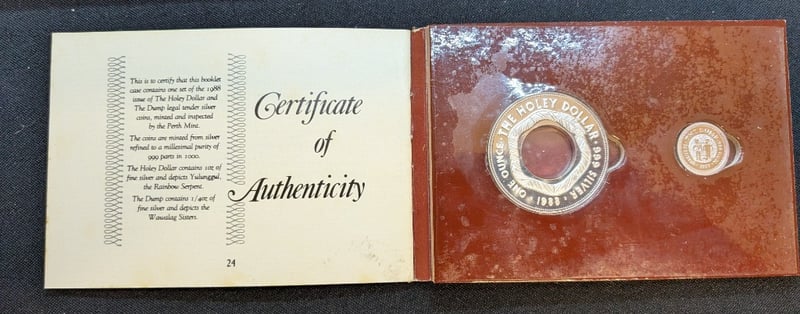 This is to certify that this booklet
case contains one set of the 1988
issue of The Holey Dollar and
The Dump legal tender silver
coins, minted and inspected
by the Perth Mint.
The coins are minted from silver
refined to a millesimal purity of
999 parts in 1000.
The Holey Dollar contains 1oz of
fine silver and depicts Yulunggul,
the Rainbow Serpent.
The Dump contains 1/4oz of
fine silver and depicts the
Wawalag Sisters.
Certificate
of
Authenticity
24
THE HOLEY DOLLAR · 999 SILVER · 1988 · ONE OUNCE ·